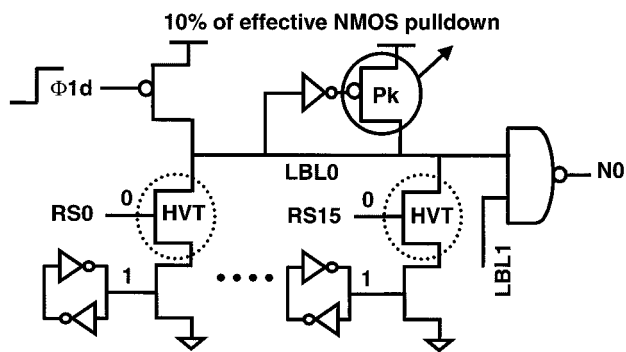 10% of effective NMOS pulldown
Φ1d
Pk
LBL0
N0
RS0
0
HVT
RS15
0
HVT
LBL1
1
1